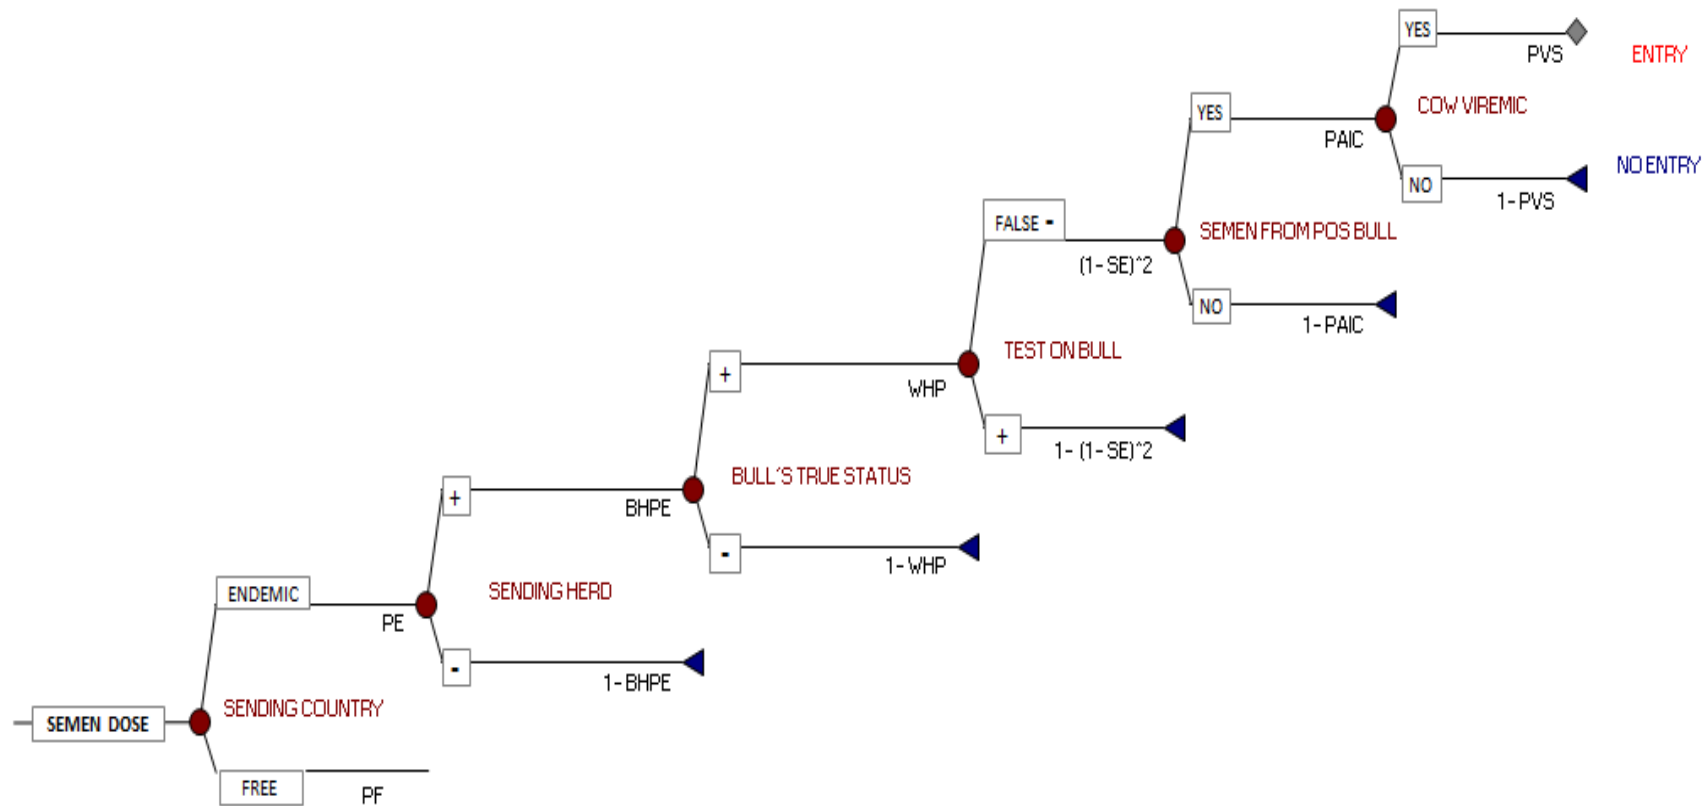 YES
PVS
ENTRY
COW VIREMIC
YES
PAIC
NO ENTRY
NO
1-PVS
FALSE -
(1-SE)^2
SEMEN FROM POS BULL
NO
1-PAIC
TEST ON BULL
+
WHP
+
1-(1-SE)^2
BULL´S TRUE STATUS
+
BHPE
-
1-WHP
ENDEMIC
PE
SENDING HERD
-
1-BHPE
SENDING COUNTRY
SEMEN DOSE
FREE
PF